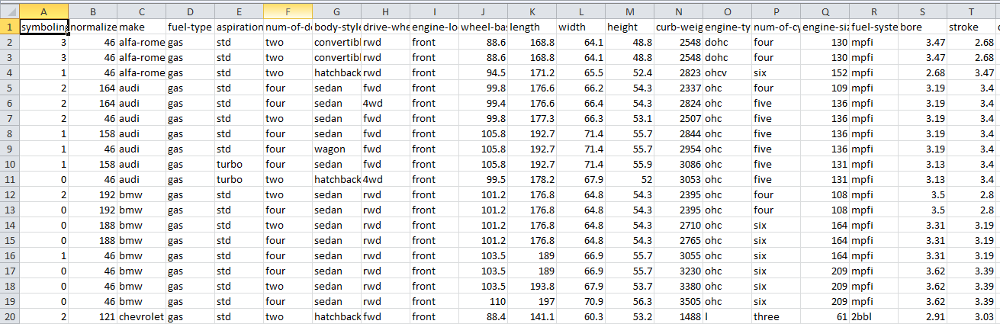 A B C D E F G H I J K L M N O P Q R S T
1 symboling normalize make fuel-type aspiration num-of-do body-style drive-whe engine-lo wheel-bas length width height curb-weig engine-ty num-of-cy engine-siz fuel-syste bore stroke
2 3 46 alfa-rome gas std two convertibl rwd front 88.6 168.8 64.1 48.8 2548 dohc four 130 mpfi 3.47 2.68
3 3 46 alfa-rome gas std two convertibl rwd front 88.6 168.8 64.1 48.8 2548 dohc four 130 mpfi 3.47 2.68
4 1 46 alfa-rome gas std two hatchback rwd front 94.5 171.2 65.5 52.4 2823 ohcv six 152 mpfi 2.68 3.47
5 2 164 audi gas std four sedan fwd front 99.8 176.6 66.2 54.3 2337 ohc four 109 mpfi 3.19 3.4
6 2 164 audi gas std four sedan 4wd front 99.4 176.6 66.4 54.3 2824 ohc five 136 mpfi 3.19 3.4
7 2 46 audi gas std two sedan fwd front 99.8 177.3 66.3 53.1 2507 ohc five 136 mpfi 3.19 3.4
8 1 158 audi gas std four sedan fwd front 105.8 192.7 71.4 55.7 2844 ohc five 136 mpfi 3.19 3.4
9 1 46 audi gas std four wagon fwd front 105.8 192.7 71.4 55.7 2954 ohc five 136 mpfi 3.19 3.4
10 1 158 audi gas turbo four sedan fwd front 105.8 192.7 71.4 55.9 3086 ohc five 131 mpfi 3.13 3.4
11 0 46 audi gas turbo two hatchback 4wd front 99.5 178.2 67.9 52 3053 ohc five 131 mpfi 3.13 3.4
12 2 192 bmw gas std two sedan rwd front 101.2 176.8 64.8 54.3 2395 ohc four 108 mpfi 3.5 2.8
13 0 192 bmw gas std four sedan rwd front 101.2 176.8 64.8 54.3 2395 ohc four 108 mpfi 3.5 2.8
14 0 188 bmw gas std two sedan rwd front 101.2 176.8 64.8 54.3 2710 ohc six 164 mpfi 3.31 3.19
15 0 188 bmw gas std four sedan rwd front 101.2 176.8 64.8 54.3 2765 ohc six 164 mpfi 3.31 3.19
16 1 46 bmw gas std four sedan rwd front 103.5 189 66.9 55.7 3055 ohc six 164 mpfi 3.31 3.19
17 0 46 bmw gas std four sedan rwd front 103.5 189 66.9 55.7 3230 ohc six 209 mpfi 3.62 3.39
18 0 46 bmw gas std two sedan rwd front 103.5 193.8 67.9 53.7 3380 ohc six 209 mpfi 3.62 3.39
19 0 46 bmw gas std four sedan rwd front 110 197 70.9 56.3 3505 ohc six 209 mpfi 3.62 3.39
20 2 121 chevrolet gas std two hatchback fwd front 88.4 141.1 60.3 53.2 1488 l three 61 2bbl 2.91 3.03